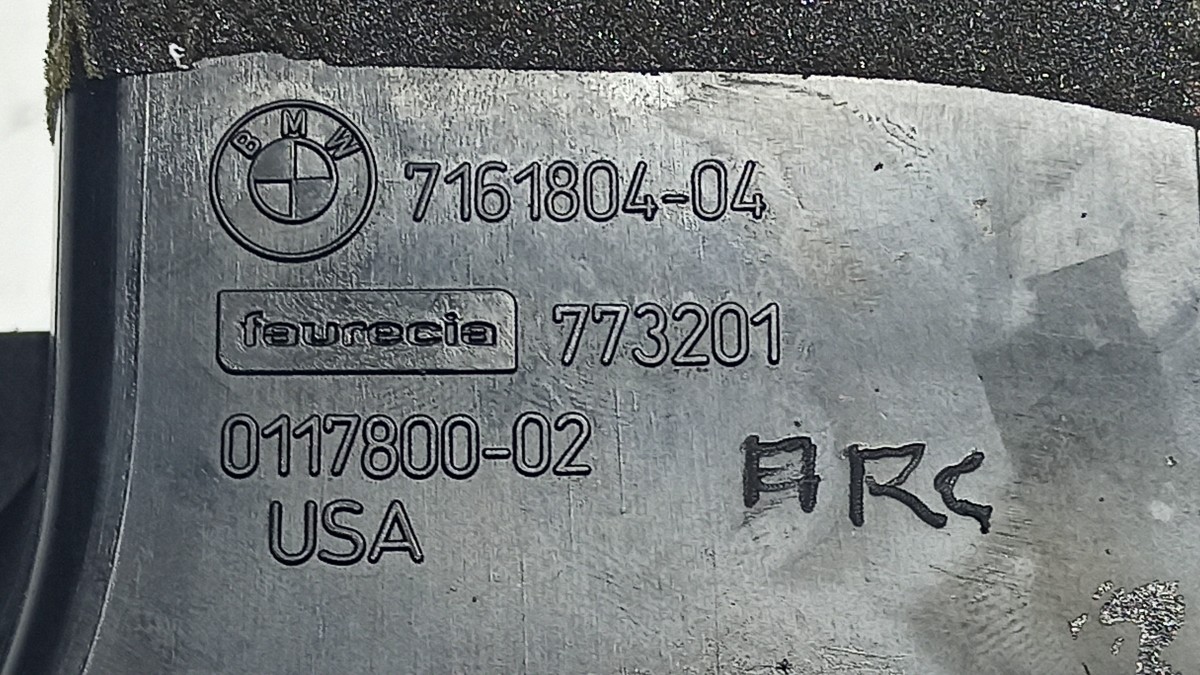 BMW 7161804-04
faurecia 773201
0117800-02
USA
ARC